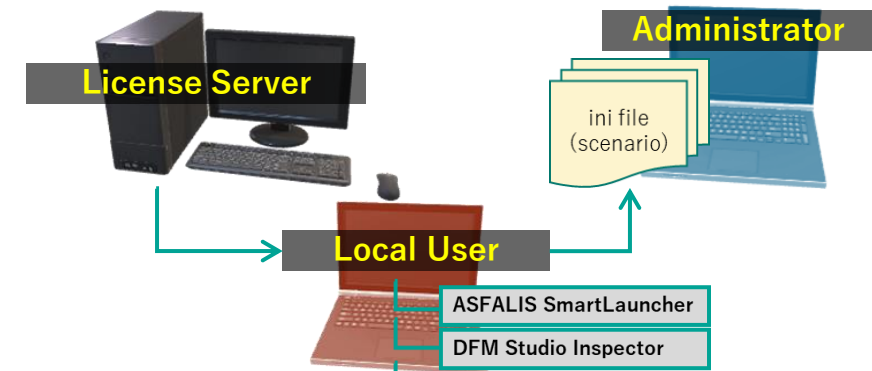 Administrator
License Server
ini file
(scenario)
Local User
ASFALIS SmartLauncher
DFM Studio Inspector